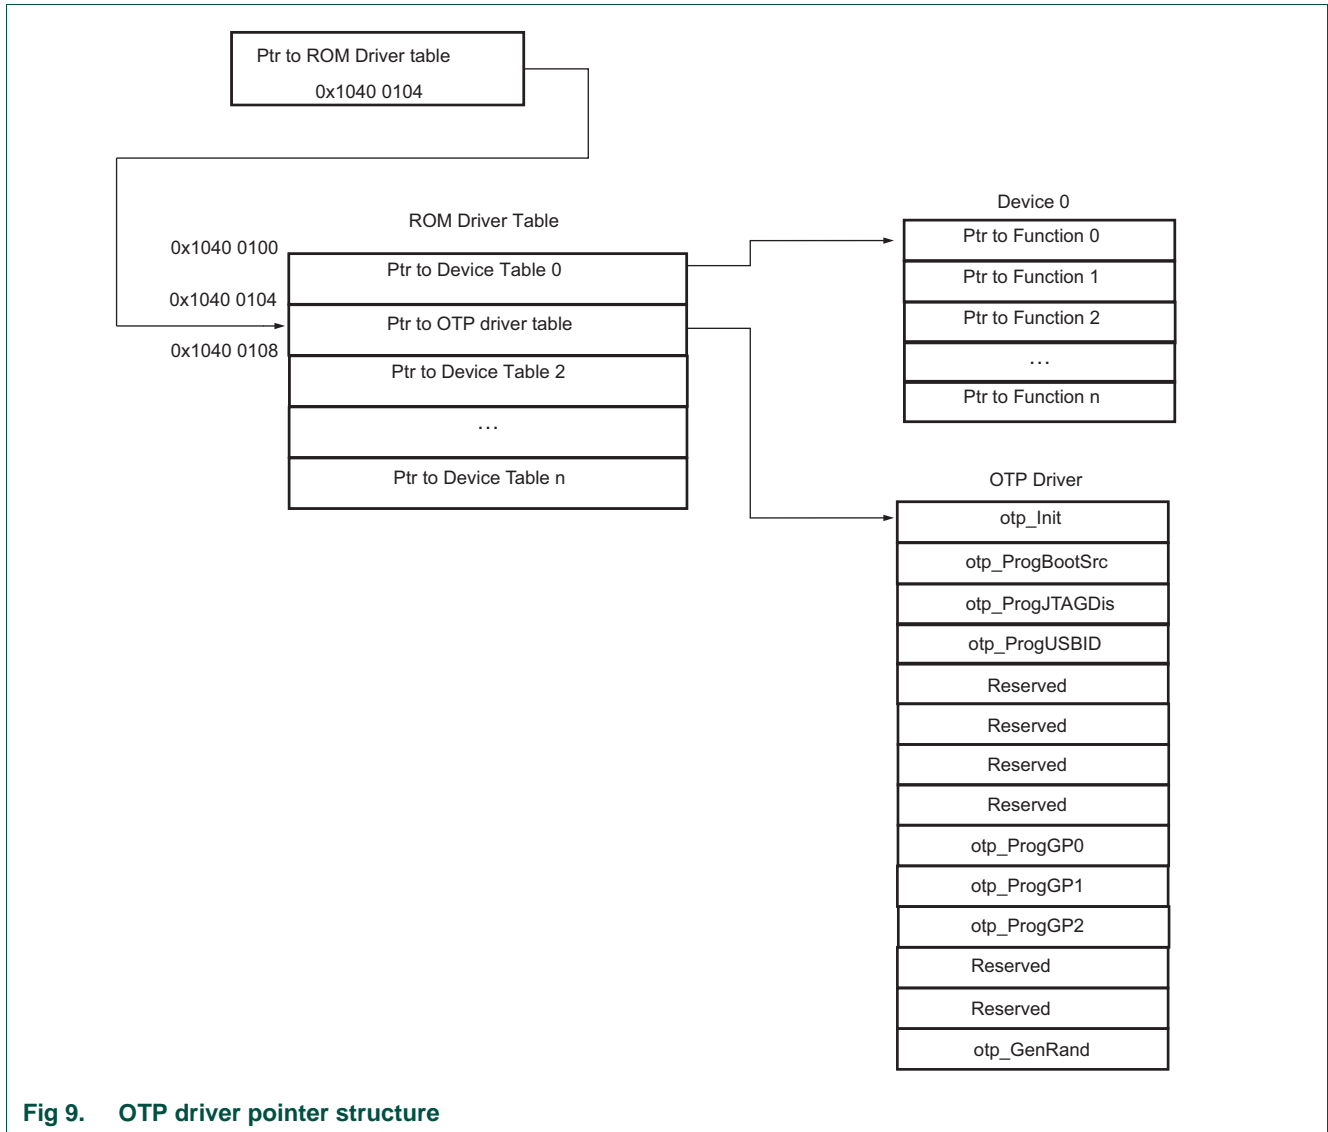 Ptr to ROM Driver table
0x1040 0104
ROM Driver Table
0x1040 0100
Ptr to Device Table 0
0x1040 0104
Ptr to OTP driver table
0x1040 0108
Ptr to Device Table 2
...
Ptr to Device Table n
Device 0
Ptr to Function 0
Ptr to Function 1
Ptr to Function 2
...
Ptr to Function n
OTP Driver
otp_Init
otp_ProgBootSrc
otp_ProgJTAGDis
otp_ProgUSBID
Reserved
Reserved
Reserved
Reserved
otp_ProgGP0
otp_ProgGP1
otp_ProgGP2
Reserved
Reserved
otp_GenRand
Fig 9. OTP driver pointer structure